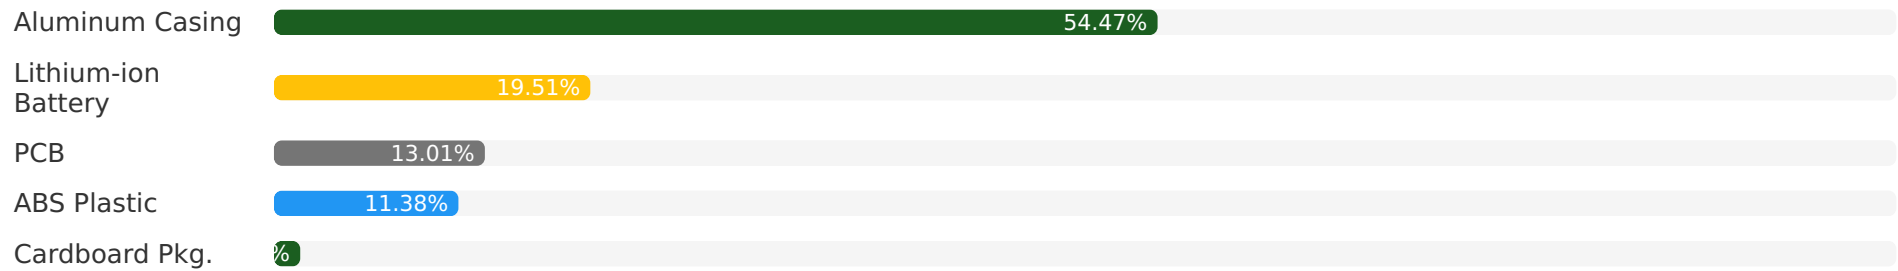 Aluminum Casing 54.47%
Lithium-ion
Battery 19.51%
PCB 13.01%
ABS Plastic 11.38%
Cardboard Pkg. %